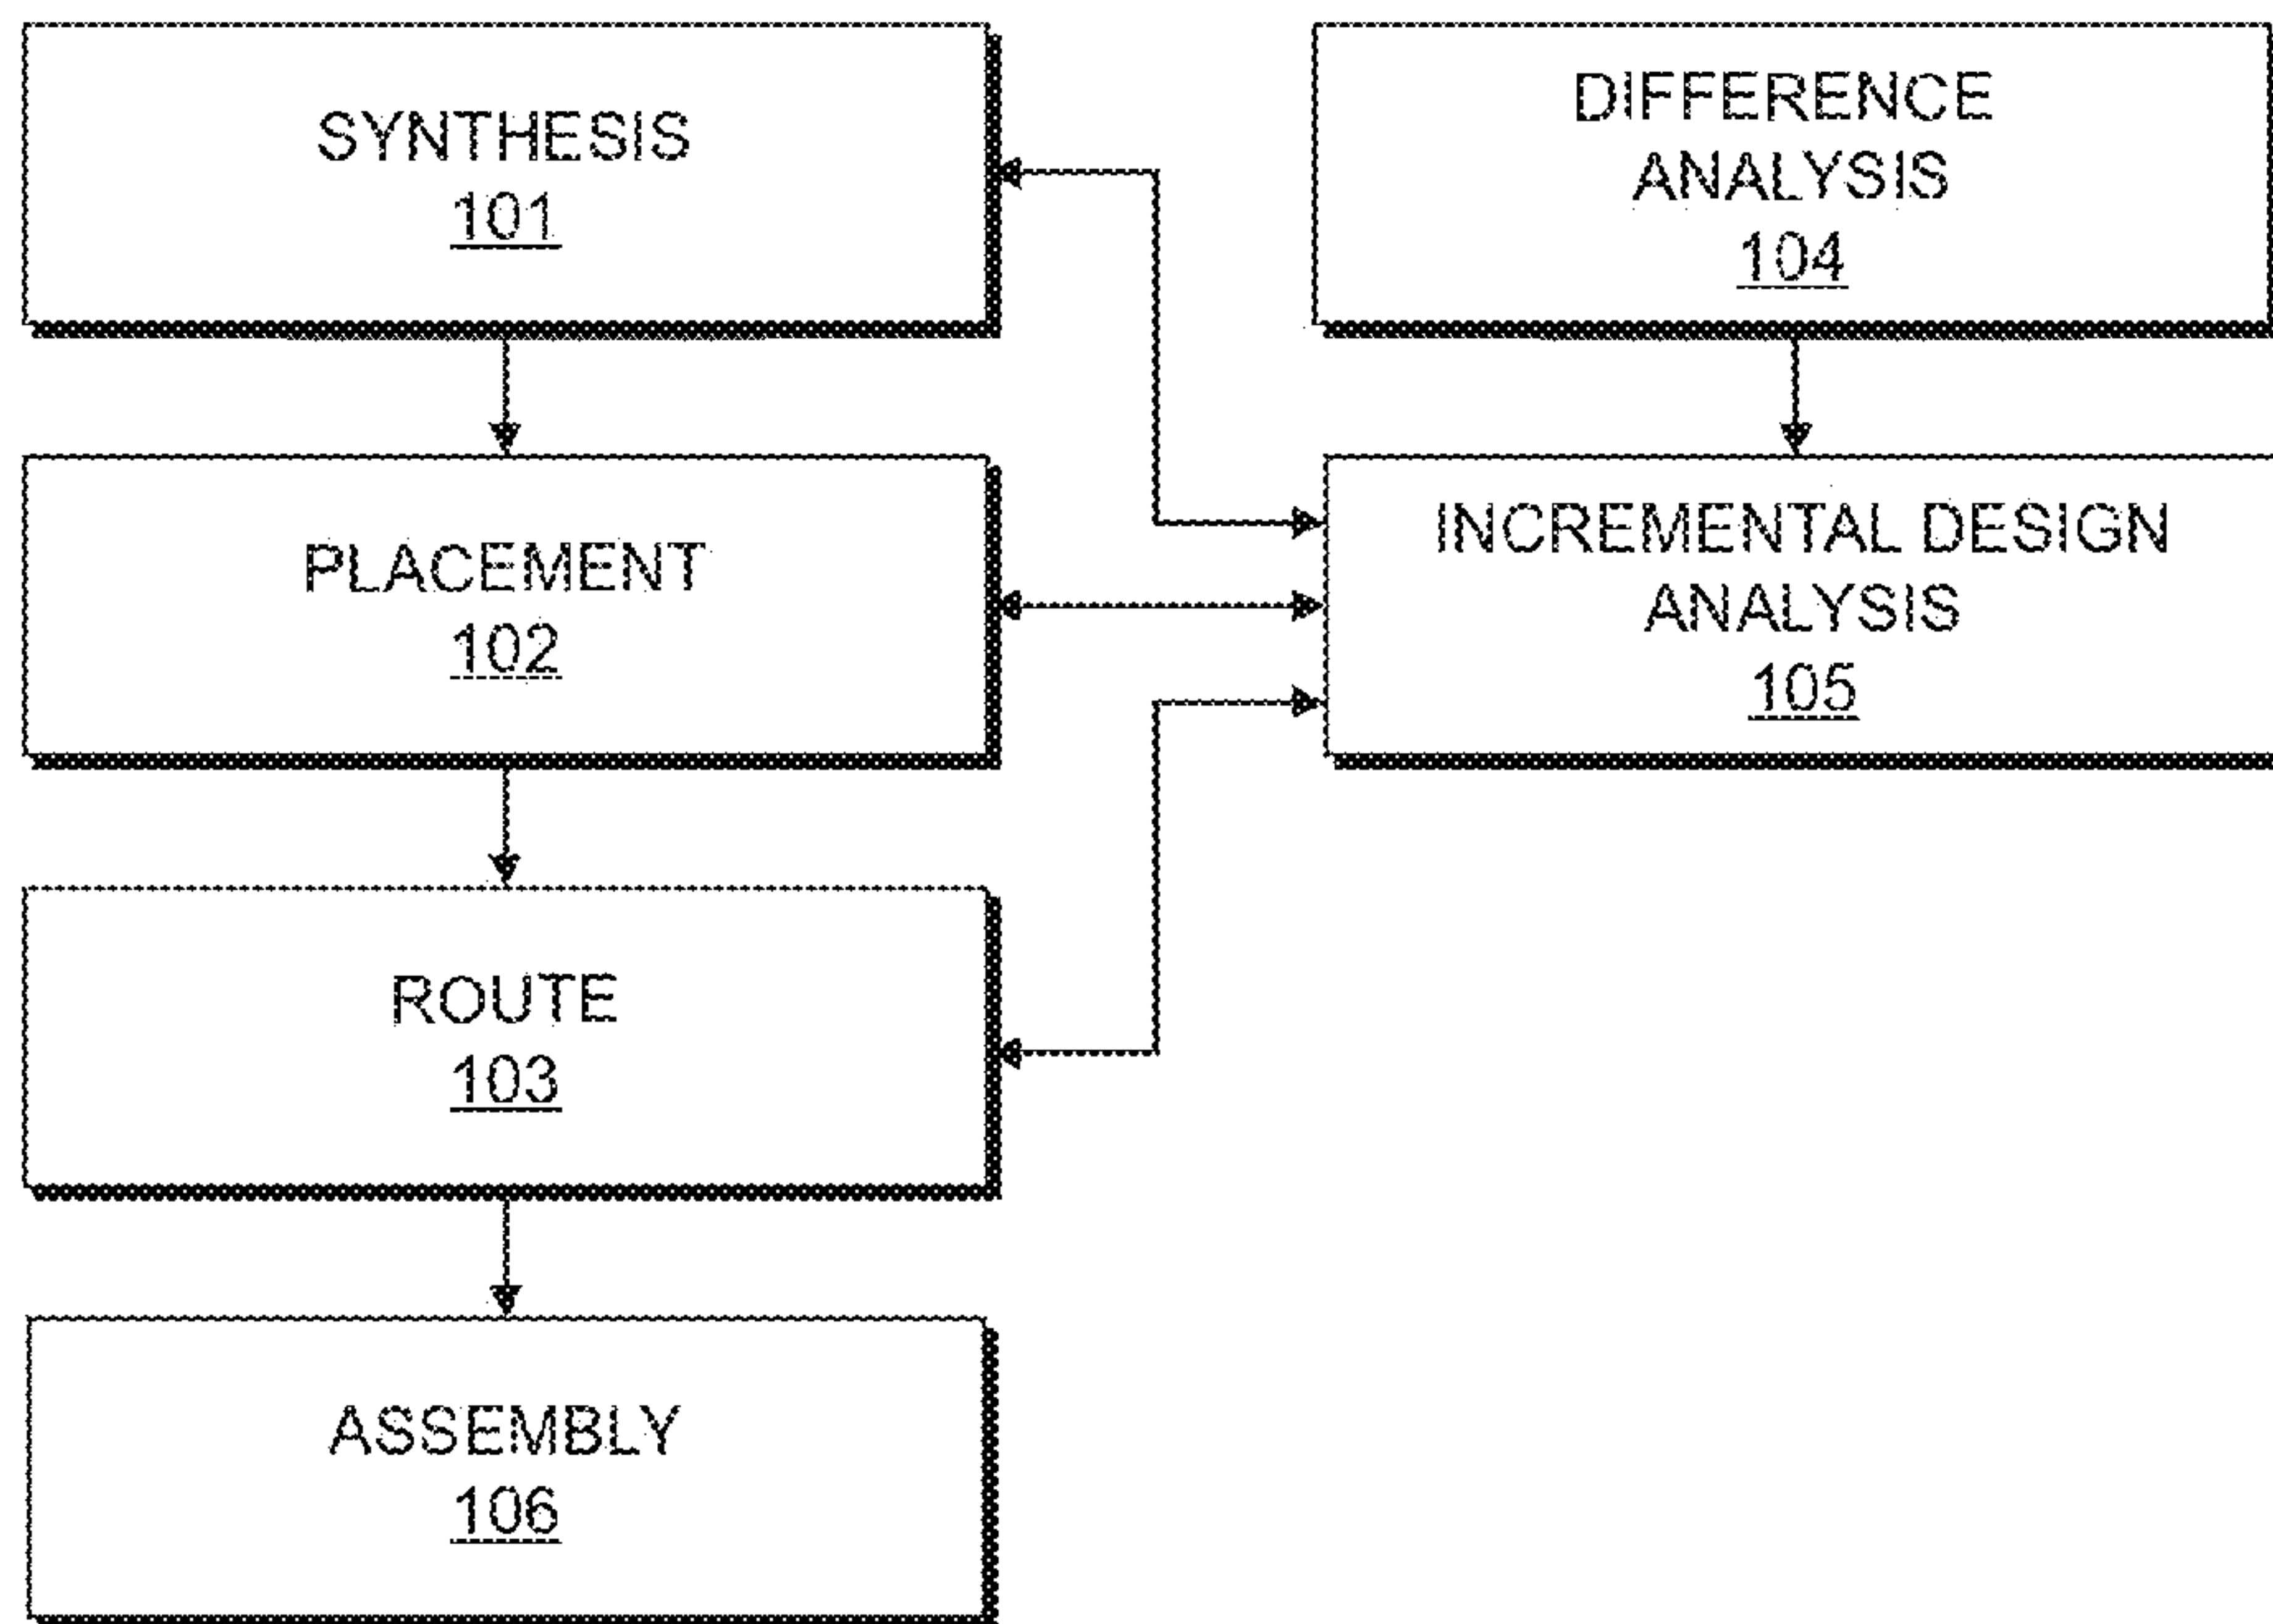 SYNTHESIS
101
DIFFERENCE
ANALYSIS
104
PLACEMENT
102
INCREMENTAL DESIGN
ANALYSIS
105
ROUTE
103
ASSEMBLY
106